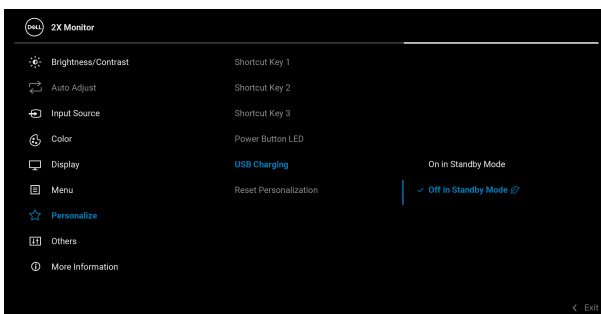 DELL 2X Monitor
Brightness/Contrast Shortcut Key 1
Auto Adjust Shortcut Key 2
Input Source Shortcut Key 3
Color Power Button LED
Display USB Charging On in Standby Mode
Menu Reset Personalization Off in Standby Mode
Personalize
Others
More Information
Exit